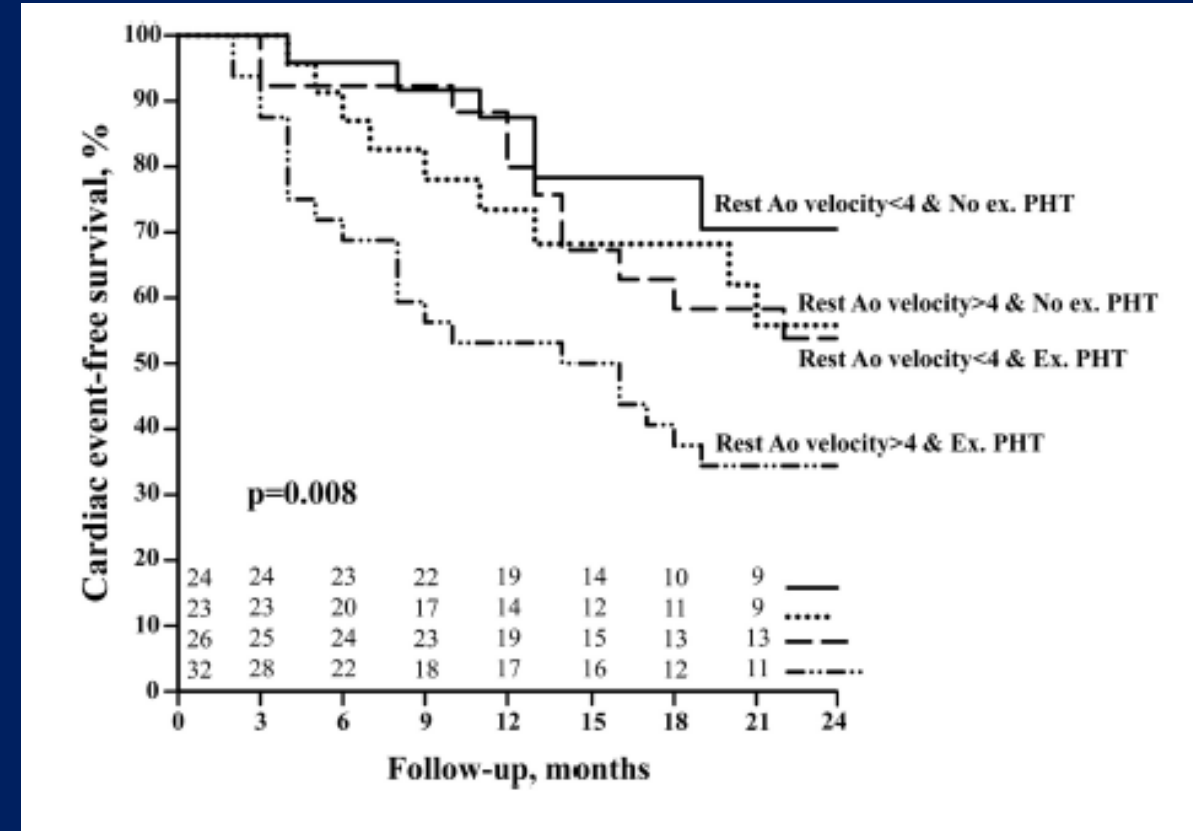 Cardiac event-free survival, %
100
90
80
70
60
50
40
30
20
10
0
Rest Ao velocity<4 & No ex. PHT
Rest Ao velocity>4 & No ex. PHT
Rest Ao velocity<4 & Ex. PHT
Rest Ao velocity>4 & Ex. PHT
p=0.008
24 24 23 22 19 14 10 9
23 23 20 17 14 12 11 9
26 25 24 23 19 15 13 13
32 28 22 18 17 16 12 11
0 3 6 9 12 15 18 21 24
Follow-up, months